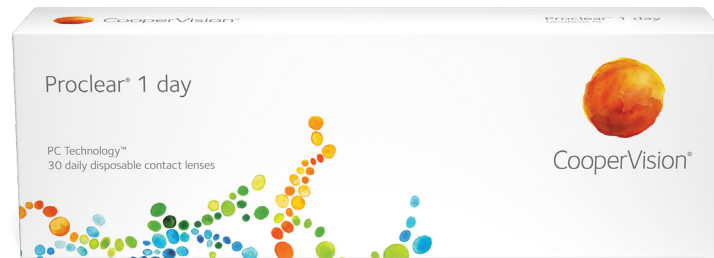 CooperVision®
Proclear® 1 day
Proclear® 1 day
PC Technology™
30 daily disposable contact lenses
CooperVision®